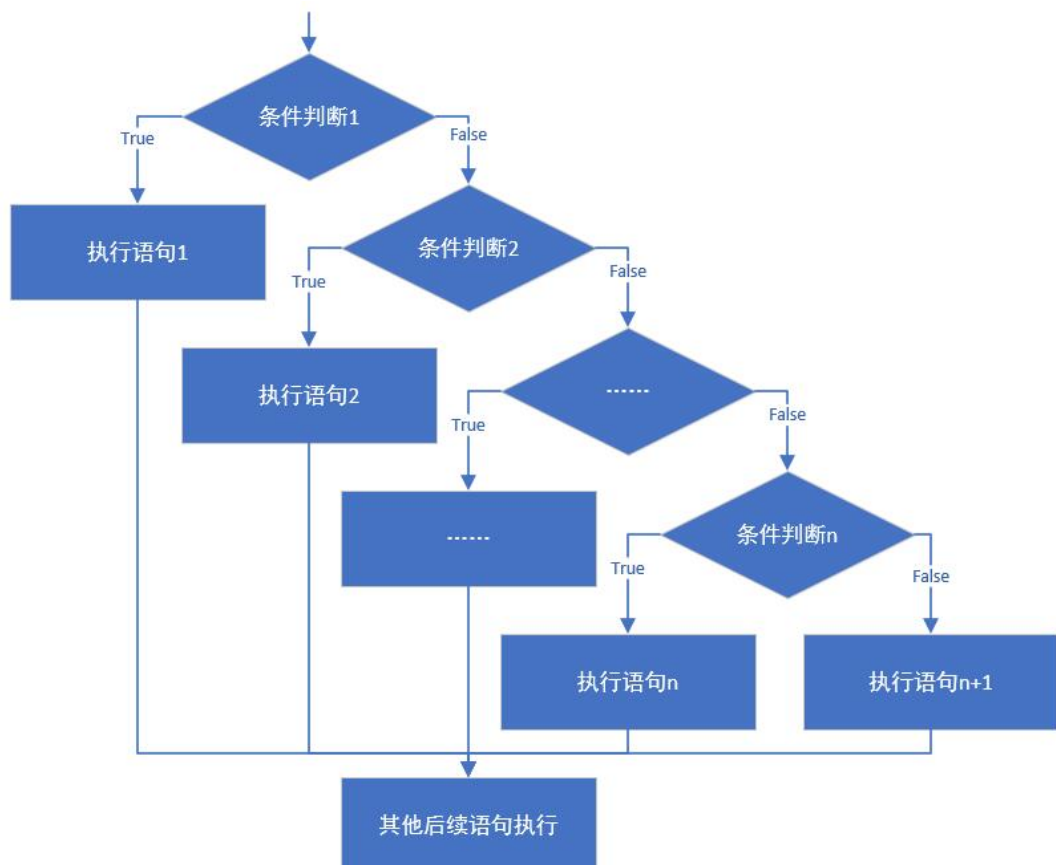 条件判断1
True
False
执行语句1
条件判断2
True
False
执行语句2
------
True
False
------
条件判断n
True
False
执行语句n
执行语句n+1
其他后续语句执行